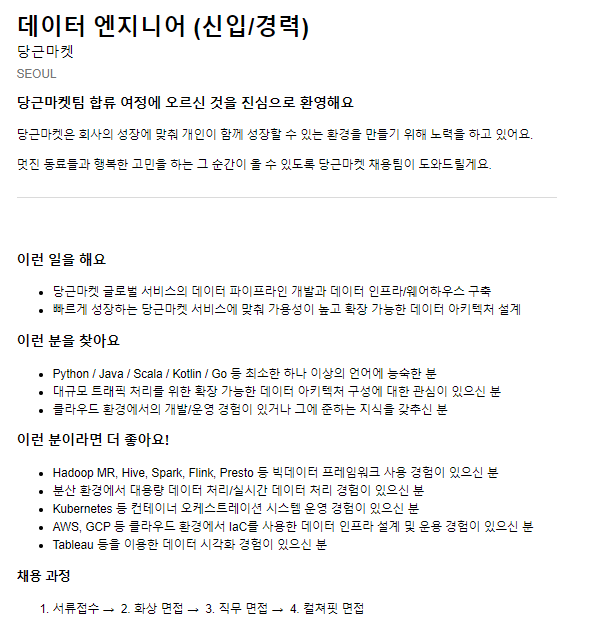 데이터 엔지니어 (신입/경력)
당근마켓
SEOUL
당근마켓팀 합류 여정에 오르신 것을 진심으로 환영해요
당근마켓은 회사의 성장에 맞춰 개인이 함께 성장할 수 있는 환경을 만들기 위해 노력을 하고 있어요.
멋진 동료들과 행복한 고민을 하는 그 순간이 올 수 있도록 당근마켓 채용팀이 도와드릴게요.
이런 일을 해요
• 당근마켓 글로벌 서비스의 데이터 파이프라인 개발과 데이터 인프라/웨어하우스 구축
• 빠르게 성장하는 당근마켓 서비스에 맞춰 가용성이 높고 확장 가능한 데이터 아키텍처 설계
이런 분을 찾아요
• Python / Java / Scala / Kotlin / Go 등 최소한 하나 이상의 언어에 능숙한 분
• 대규모 트래픽 처리를 위한 확장 가능한 데이터 아키텍처 구성에 대한 관심이 있으신 분
• 클라우드 환경에서의 개발/운영 경험이 있거나 그에 준하는 지식을 갖추신 분
이런 분이라면 더 좋아요!
• Hadoop MR, Hive, Spark, Flink, Presto 등 빅데이터 프레임워크 사용 경험이 있으신 분
• 분산 환경에서 대용량 데이터 처리/실시간 데이터 처리 경험이 있으신 분
• Kubernetes 등 컨테이너 오케스트레이션 시스템 운영 경험이 있으신 분
• AWS, GCP 등 클라우드 환경에서 IaC를 사용한 데이터 인프라 설계 및 운용 경험이 있으신 분
• Tableau 등을 이용한 데이터 시각화 경험이 있으신 분
채용 과정
1. 서류접수 → 2. 화상 면접 → 3. 직무 면접 → 4. 컬쳐핏 면접